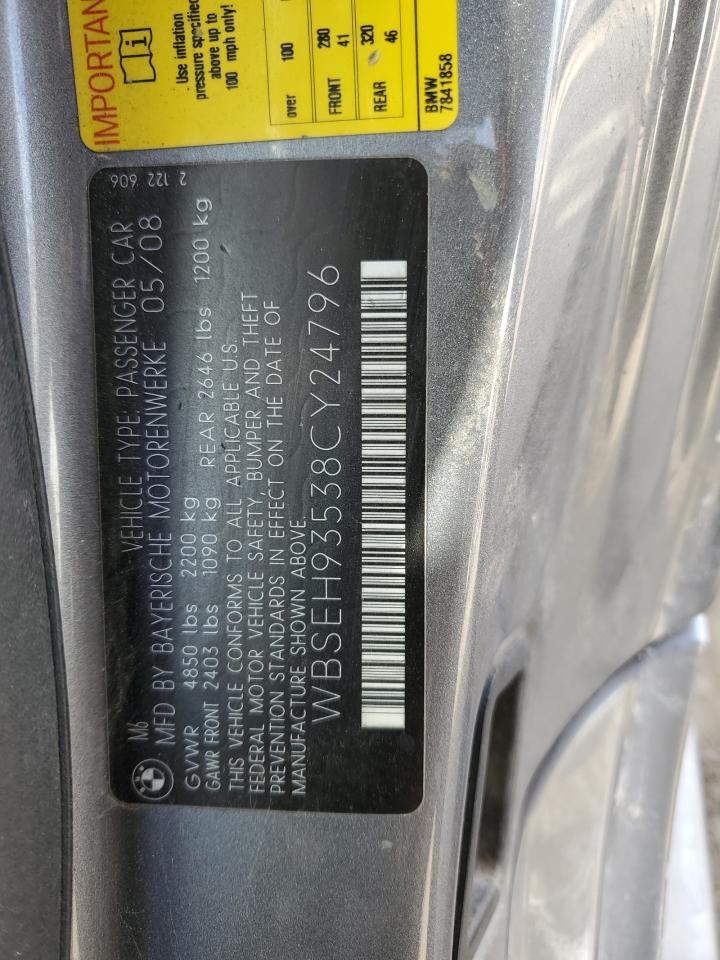 IMPORTAN
Use inflation
pressure specified
above up to
100 mph only!
over 100
FRONT 280 41
REAR 320 46
BMW
7841858
2 122 606
M6 VEHICLE TYPE: PASSENGER CAR
MFD BY BAYERISCHE MOTORENWERKE 05/08
GVWR 4850 lbs 2200 kg
GAWR FRONT 2403 lbs 1090 kg REAR 2646 lbs 1200 kg
THIS VEHICLE CONFORMS TO ALL APPLICABLE U.S.
FEDERAL MOTOR VEHICLE SAFETY, BUMPER AND THEFT
PREVENTION STANDARDS IN EFFECT ON THE DATE OF
MANUFACTURE SHOWN ABOVE.
WBSEH93538CY24796